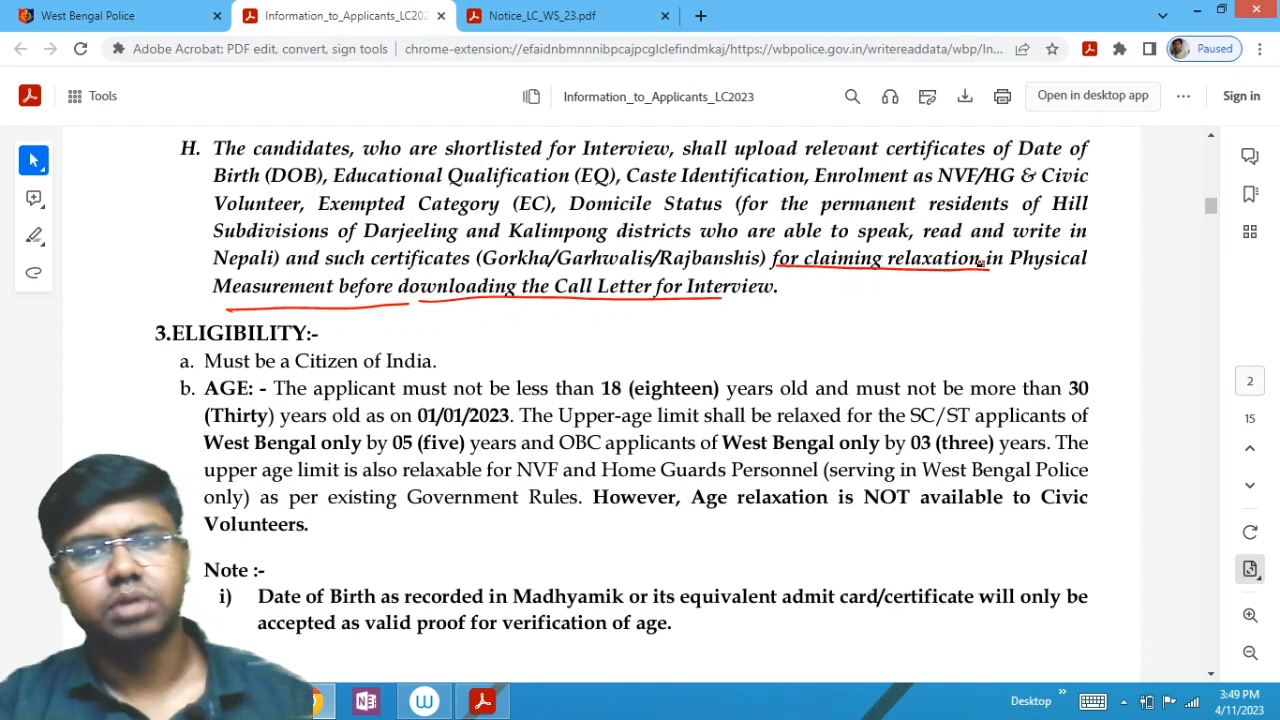 West Bengal Police
Information_to_Applicants_LC202
Notice_LC_WS_23.pdf
Adobe Acrobat: PDF edit, convert, sign tools
chrome-extension://efaidnbmnnnibpcajpcglclefindmkaj/https://wbpolice.gov.in/writereaddata/wbp/In...
Paused
Tools
Information_to_Applicants_LC2023
Open in desktop app
Sign in
H. The candidates, who are shortlisted for Interview, shall upload relevant certificates of Date of
Birth (DOB), Educational Qualification (EQ), Caste Identification, Enrolment as NVF/HG & Civic
Volunteer, Exempted Category (EC), Domicile Status (for the permanent residents of Hill
Subdivisions of Darjeeling and Kalimpong districts who are able to speak, read and write in
Nepali) and such certificates (Gorkha/Garhwalis/Rajbanshis) for claiming relaxation in Physical
Measurement before downloading the Call Letter for Interview.
3.ELIGIBILITY:-
a. Must be a Citizen of India.
b. AGE: - The applicant must not be less than 18 (eighteen) years old and must not be more than 30
(Thirty) years old as on 01/01/2023. The Upper-age limit shall be relaxed for the SC/ST applicants of
West Bengal only by 05 (five) years and OBC applicants of West Bengal only by 03 (three) years. The
upper age limit is also relaxable for NVF and Home Guards Personnel (serving in West Bengal Police
only) as per existing Government Rules. However, Age relaxation is NOT available to Civic
Volunteers.
Note :-
i) Date of Birth as recorded in Madhyamik or its equivalent admit card/certificate will only be
accepted as valid proof for verification of age.
2
15
Desktop
3:49 PM
4/11/2023